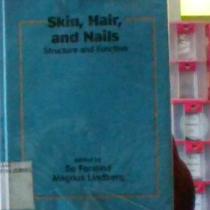 Skin, Hair,
and Nails
Structure and Function
edited by
Bo Forslind
Magnus Lindberg